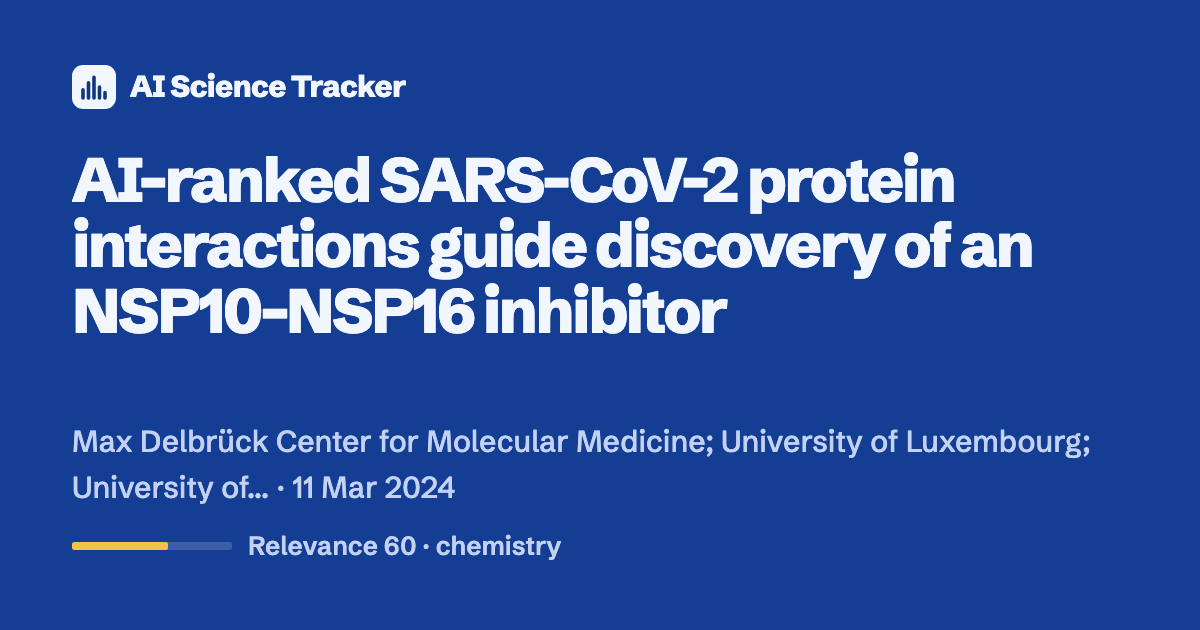 AI Science Tracker
AI-ranked SARS-CoV-2 protein
interactions guide discovery of an
NSP10-NSP16 inhibitor
Max Delbrück Center for Molecular Medicine; University of Luxembourg;
University of... · 11 Mar 2024
Relevance 60 · chemistry